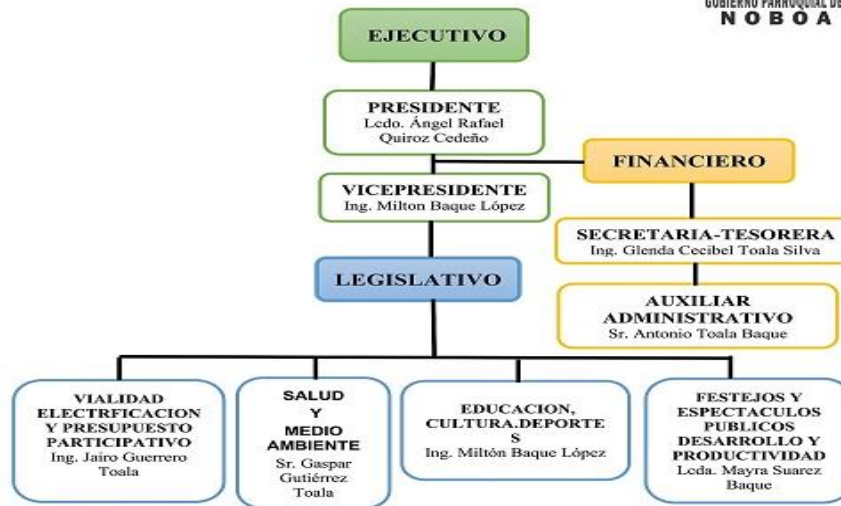 GOBIERNO PARROQUIAL DE
NOBOA
EJECUTIVO
PRESIDENTE
Lcdo. Ángel Rafael
Quiroz Cedeño
FINANCIERO
VICEPRESIDENTE
Ing. Milton Baque López
SECRETARIA-TESORERA
Ing. Glenda Cecibel Toala Silva
LEGISLATIVO
AUXILIAR
ADMINISTRATIVO
Sr. Antonio Toala Baque
VIALIDAD
ELECTRFICACION
Y PRESUPUESTO
PARTICIPATIVO
Ing. Jairo Guerrero
Toala
SALUD
Y
MEDIO
AMBIENTE
Sr. Gaspar
Gutiérrez
Toala
EDUCACION,
CULTURA.DEPORTE
S
Ing. Miltón Baque López
FESTEJOS Y
ESPECTACULOS
PUBLICOS
DESARROLLO Y
PRODUCTIVIDAD
Lcda. Mayra Suarez
Baque